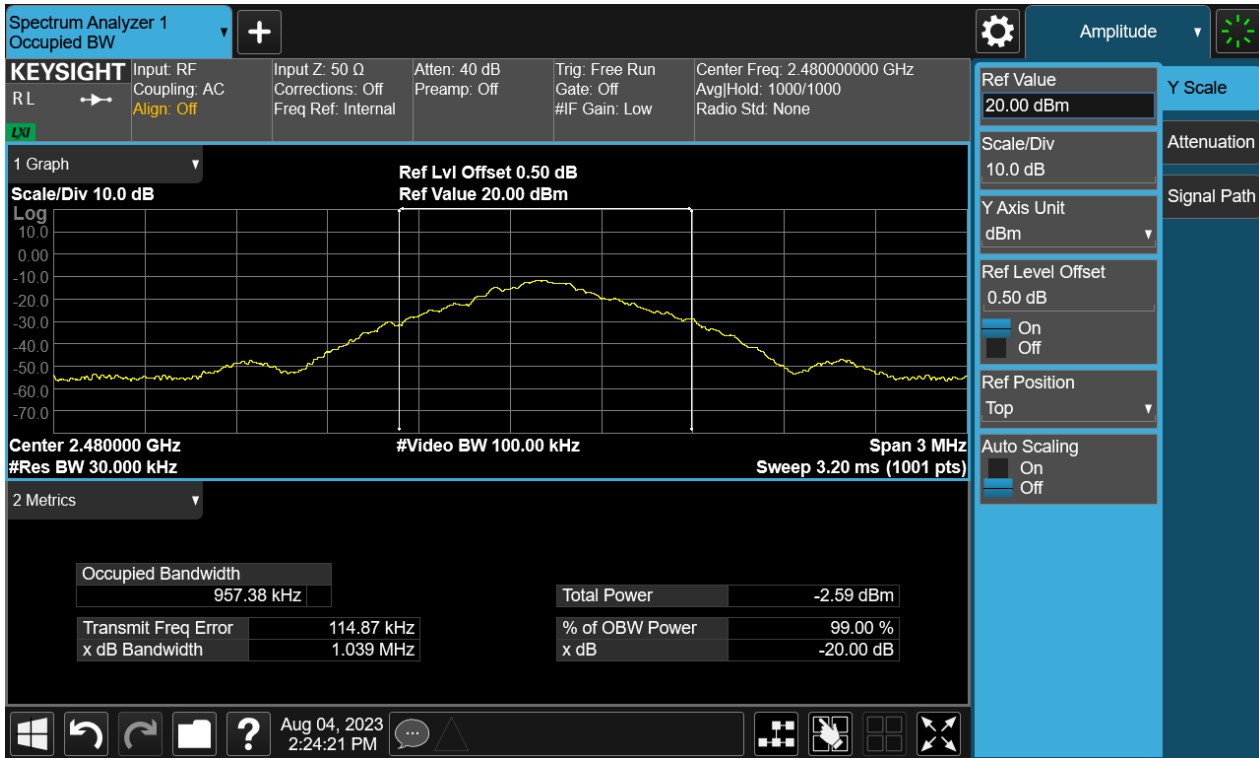 Spectrum Analyzer 1
Occupied BW
+
Amplitude
KEYSIGHT
R L
LXI
Input: RF
Coupling: AC
Align: Off
Input Z: 50 Ω
Corrections: Off
Freq Ref: Internal
Atten: 40 dB
Preamp: Off
Trig: Free Run
Gate: Off
#IF Gain: Low
Center Freq: 2.480000000 GHz
Avg|Hold: 1000/1000
Radio Std: None
1 Graph
Scale/Div 10.0 dB
Ref Lvl Offset 0.50 dB
Ref Value 20.00 dBm
Log
10.0
0.00
-10.0
-20.0
-30.0
-40.0
-50.0
-60.0
-70.0
Center 2.480000 GHz
#Video BW 100.00 kHz
Span 3 MHz
#Res BW 30.000 kHz
Sweep 3.20 ms (1001 pts)
2 Metrics
Occupied Bandwidth
957.38 kHz
Total Power -2.59 dBm
Transmit Freq Error 114.87 kHz
% of OBW Power 99.00 %
x dB Bandwidth 1.039 MHz
x dB -20.00 dB
?
Aug 04, 2023
2:24:21 PM
Ref Value
20.00 dBm
Scale/Div
10.0 dB
Y Axis Unit
dBm
Ref Level Offset
0.50 dB
On
Off
Ref Position
Top
Auto Scaling
On
Off
Y Scale
Attenuation
Signal Path